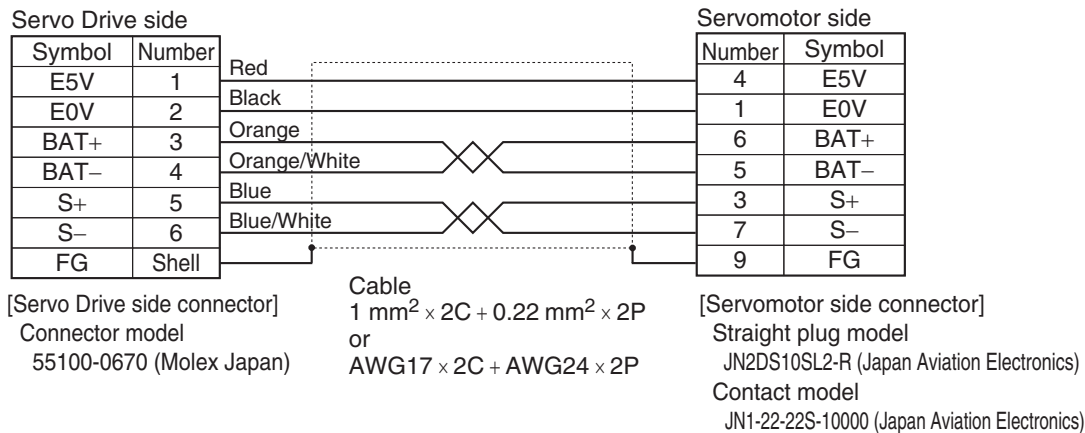 Servo Drive side
Servomotor side
Symbol Number
Number Symbol
E5V 1 Red 4 E5V
E0V 2 Black 1 E0V
BAT+ 3 Orange 6 BAT+
BAT− 4 Orange/White 5 BAT−
S+ 5 Blue 3 S+
S− 6 Blue/White 7 S−
FG Shell 9 FG
[Servo Drive side connector]
Connector model
55100-0670 (Molex Japan)
Cable
1 mm² × 2C + 0.22 mm² × 2P
or
AWG17 × 2C + AWG24 × 2P
[Servomotor side connector]
Straight plug model
JN2DS10SL2-R (Japan Aviation Electronics)
Contact model
JN1-22-22S-10000 (Japan Aviation Electronics)